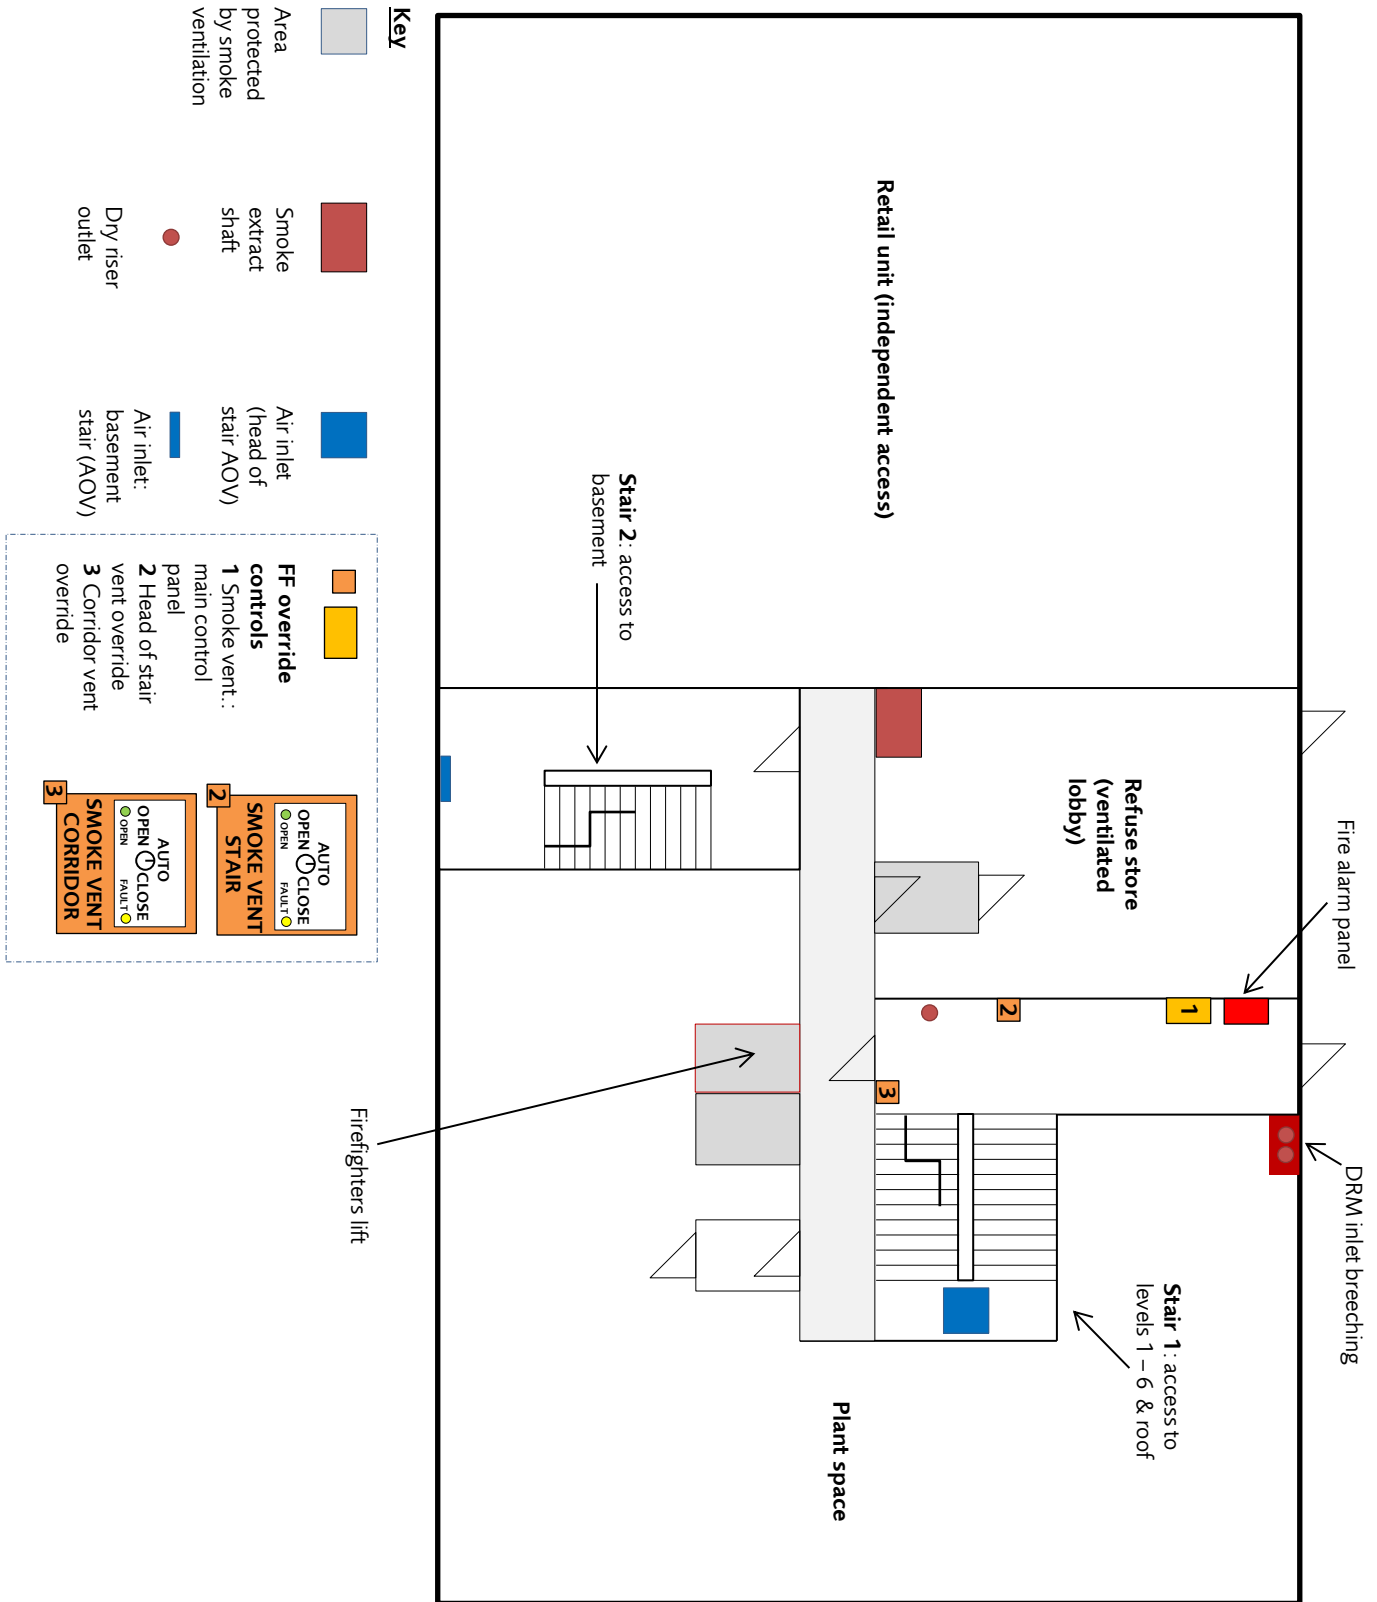 Fire alarm panel
DRM inlet breeching
Refuse store
(ventilated
lobby)
1
2
3
Stair 1: access to
levels 1 – 6 & roof
Retail unit (independent access)
Plant space
Stair 2: access to
basement
Firefighters lift
Key
Area
protected
by smoke
ventilation
Smoke
extract
shaft
Dry riser
outlet
Air inlet
(head of
stair AOV)
Air inlet:
basement
stair (AOV)
FF override
controls
1 Smoke vent.:
main control
panel
2 Head of stair
vent override
3 Corridor vent
override
AUTO
OPEN CLOSE
OPEN FAULT
SMOKE VENT
STAIR
2
AUTO
OPEN CLOSE
OPEN FAULT
SMOKE VENT
CORRIDOR
3